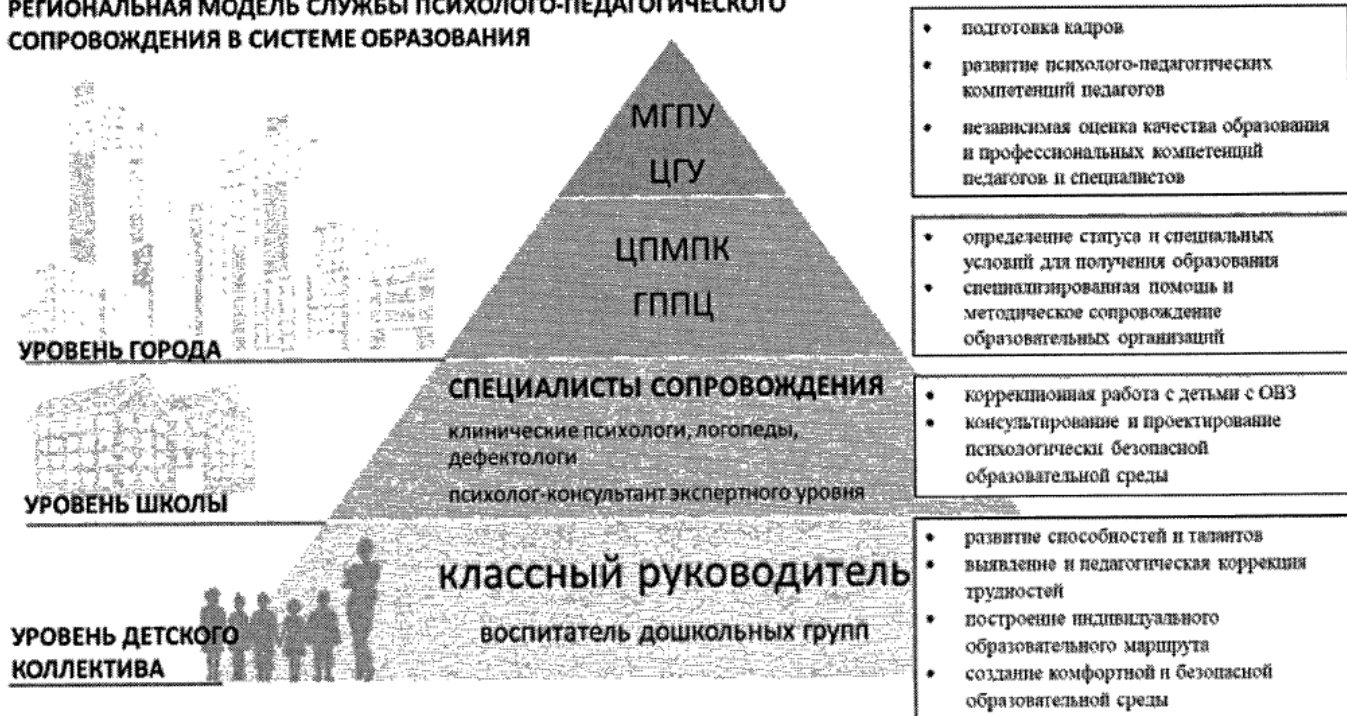 РЕГИОНАЛЬНАЯ МОДЕЛЬ СЛУЖБЫ ПСИХОЛОГО-ПЕДАГОГИЧЕСКОГО
СОПРОВОЖДЕНИЯ В СИСТЕМЕ ОБРАЗОВАНИЯ
МГПУ
ЦГУ
• подготовка кадров
• развитие психолого-педагогических
компетенций педагогов
• независимая оценка качества образования
и профессиональных компетенций
педагогов и специалистов
ЦПМПК
ГППЦ
• определение статуса и специальных
условий для получения образования
• специализированная помощь и
методическое сопровождение
образовательных организаций
УРОВЕНЬ ГОРОДА
СПЕЦИАЛИСТЫ СОПРОВОЖДЕНИЯ
клинические психологи, логопеды,
дефектологи
психолог-консультант экспертного уровня
• коррекционная работа с детьми с ОВЗ
• консультирование и проектирование
психологически безопасной
образовательной среды
УРОВЕНЬ ШКОЛЫ
классный руководитель
воспитатель дошкольных групп
• развитие способностей и талантов
• выявление и педагогическая коррекция
трудностей
• построение индивидуального
образовательного маршрута
• создание комфортной и безопасной
образовательной среды
УРОВЕНЬ ДЕТСКОГО
КОЛЛЕКТИВА